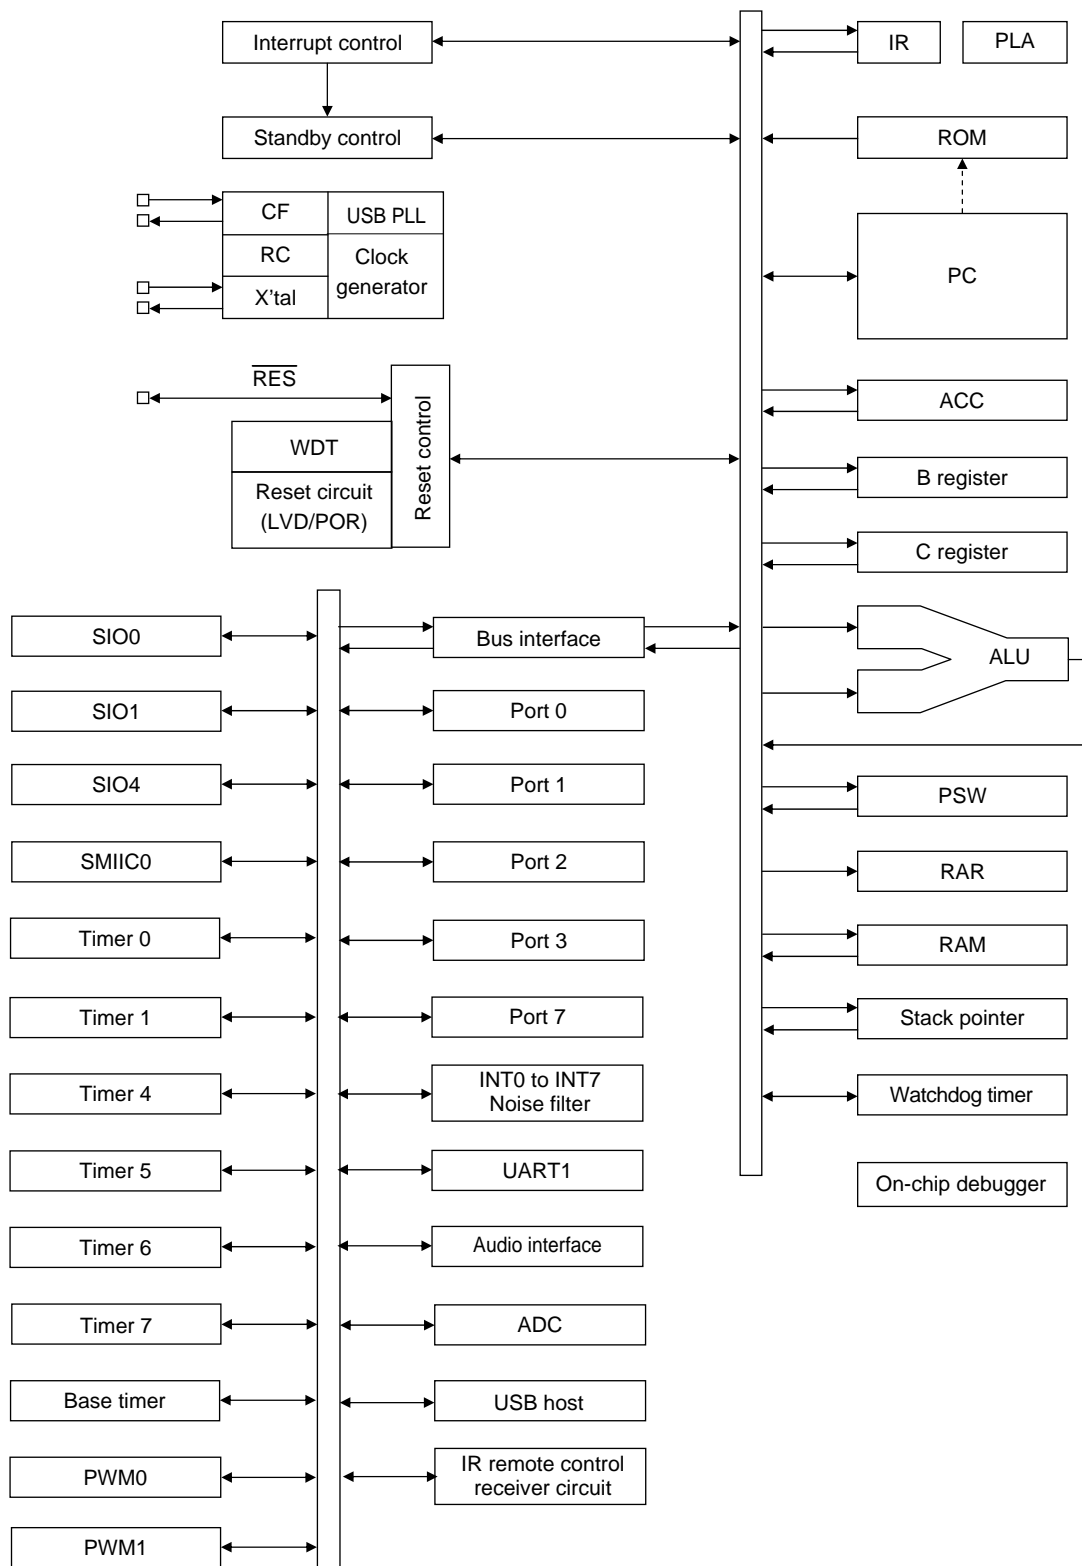 Interrupt control
IR
PLA
Standby control
ROM
CF
USB PLL
RC
Clock
generator
X'tal
PC
RES
Reset control
WDT
Reset circuit
(LVD/POR)
ACC
B register
C register
SIO0
Bus interface
ALU
SIO1
Port 0
SIO4
Port 1
PSW
SMIIC0
Port 2
RAR
Timer 0
Port 3
RAM
Timer 1
Port 7
Stack pointer
Timer 4
INT0 to INT7
Noise filter
Watchdog timer
Timer 5
UART1
On-chip debugger
Timer 6
Audio interface
Timer 7
ADC
Base timer
USB host
PWM0
IR remote control
receiver circuit
PWM1